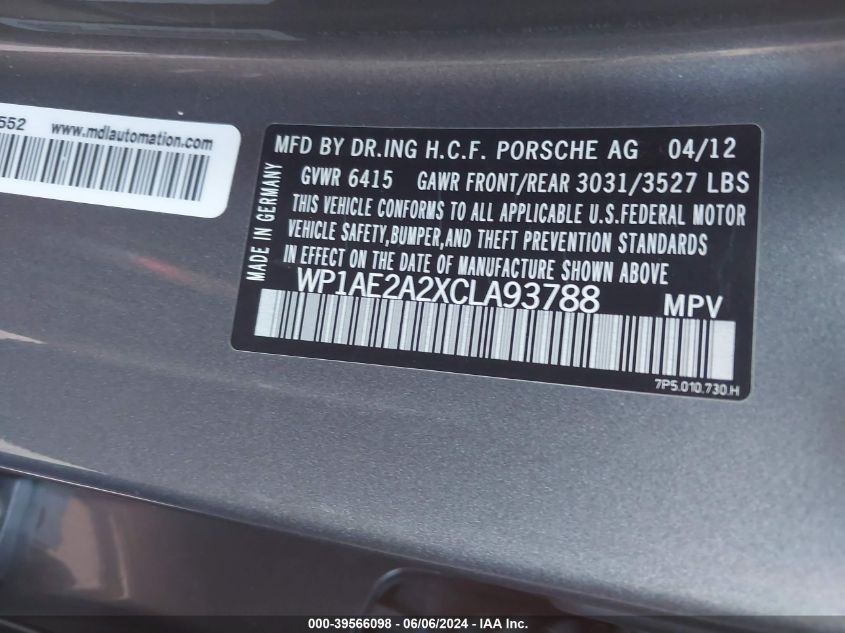 552
www.mdlautomation.com
MFD BY DR.ING H.C.F. PORSCHE AG 04/12
GVWR 6415 GAWR FRONT/REAR 3031/3527 LBS
THIS VEHICLE CONFORMS TO ALL APPLICABLE U.S.FEDERAL MOTOR
VEHICLE SAFETY,BUMPER,AND THEFT PREVENTION STANDARDS
IN EFFECT ON THE DATE OF MANUFACTURE SHOWN ABOVE
MADE IN GERMANY
WP1AE2A2XCLA93788 MPV
7P5.010.730.H
000-39566098 - 06/06/2024 - IAA Inc.